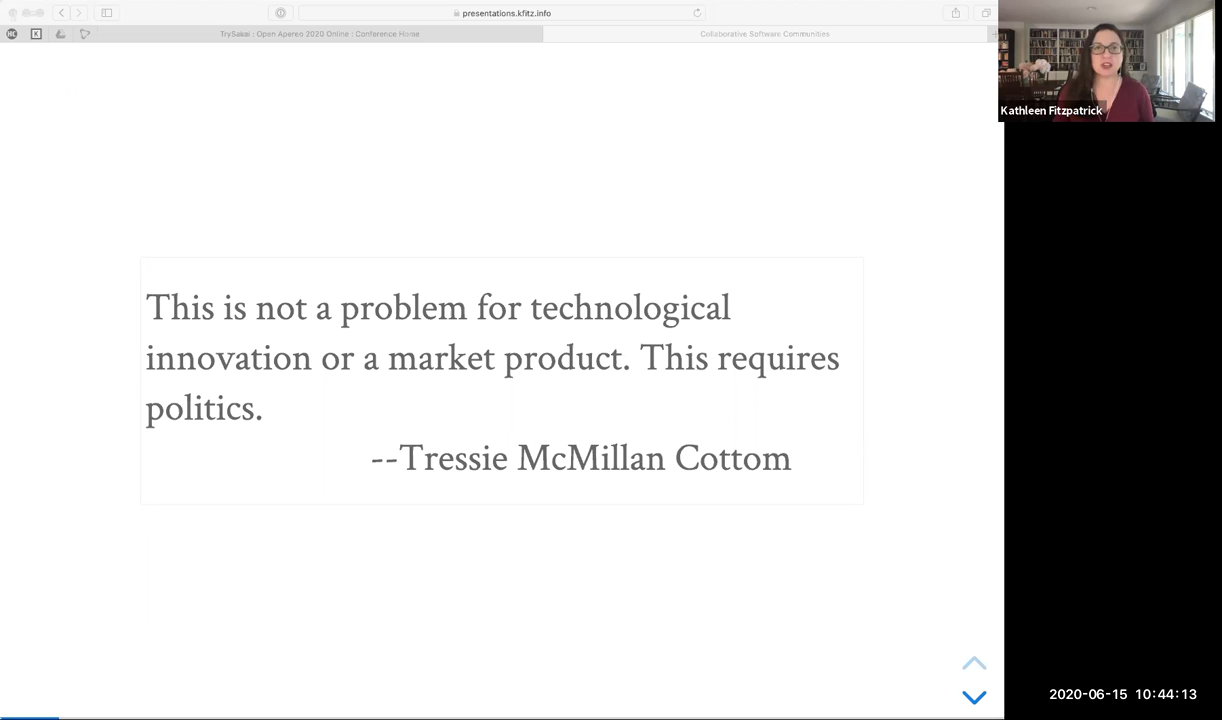 presentations.kfitz.info
TrySakai : Open Apereo 2020 Online : Conference Home
Collaborative Software Communities
Kathleen Fitzpatrick
This is not a problem for technological
innovation or a market product. This requires
politics.
--Tressie McMillan Cottom
2020-06-15 10:44:13